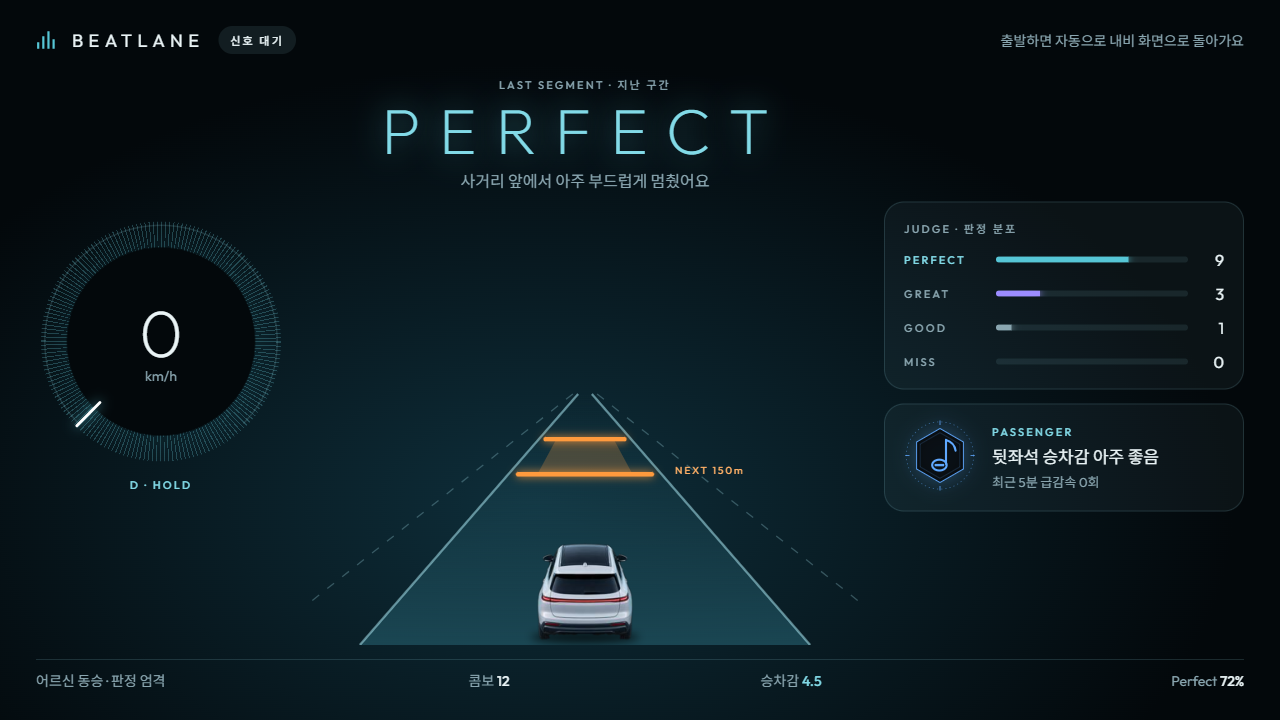 BEATLANE
신호 대기
출발하면 자동으로 내비 화면으로 돌아가요
LAST SEGMENT · 지난 구간
PERFECT
사거리 앞에서 아주 부드럽게 멈췄어요
0
km/h
D · HOLD
NEXT 150m
JUDGE · 판정 분포
PERFECT 9
GREAT 3
GOOD 1
MISS 0
PASSENGER
뒷좌석 승차감 아주 좋음
최근 5분 급감속 0회
어르신 동승 · 판정 엄격
콤보 12
승차감 4.5
Perfect 72%